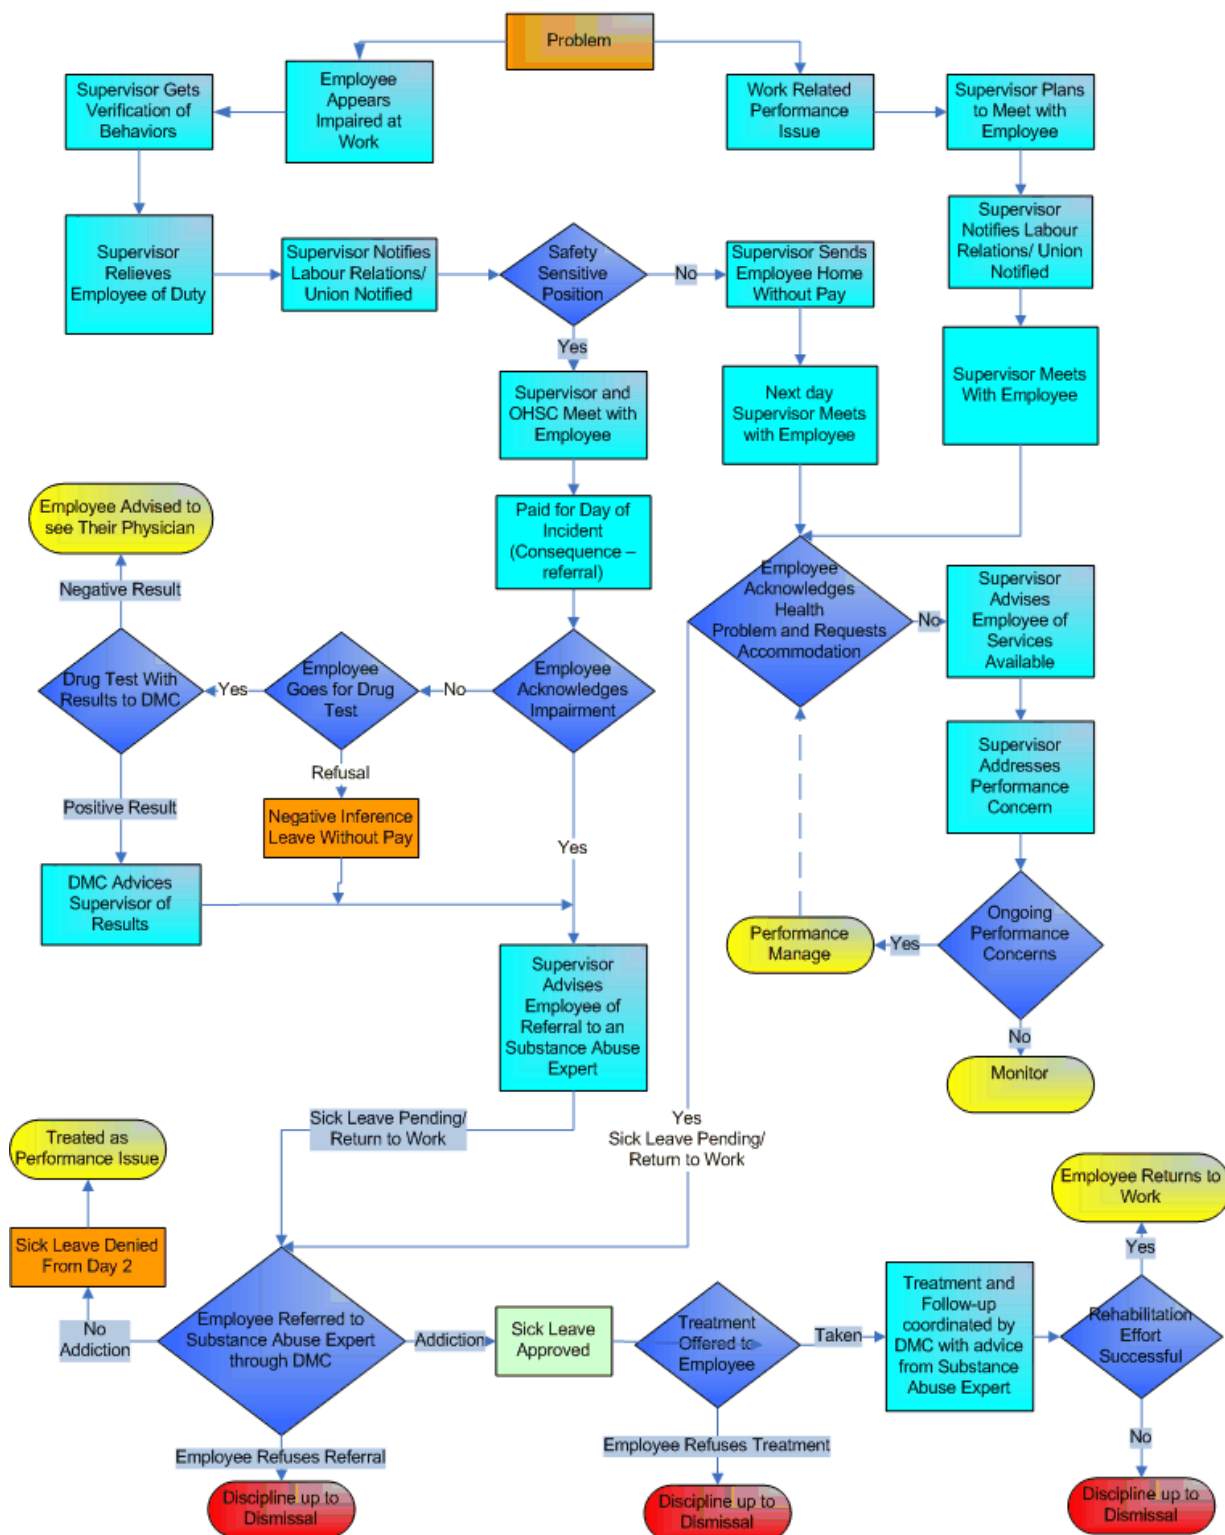 Problem
Employee
Appears
Impaired at
Work
Supervisor Gets
Verification of
Behaviors
Work Related
Performance
Issue
Supervisor Plans
to Meet with
Employee
Supervisor
Relieves
Employee of Duty
Supervisor Notifies
Labour Relations/
Union Notified
Safety
Sensitive
Position
No
Supervisor Sends
Employee Home
Without Pay
Supervisor
Notifies Labour
Relations/ Union
Notified
Yes
Supervisor and
OHSC Meet with
Employee
Next day
Supervisor Meets
with Employee
Supervisor Meets
With Employee
Employee Advised to
see Their Physician
Paid for Day of
Incident
(Consequence –
referral)
Negative Result
Employee
Acknowledges
Health
Problem and Requests
Accommodation
No
Supervisor
Advises
Employee of
Services
Available
Drug Test With
Results to DMC
Yes
Employee
Goes for Drug
Test
No
Employee
Acknowledges
Impairment
Refusal
Supervisor
Addresses
Performance
Concern
Positive Result
Negative Inference
Leave Without Pay
Yes
DMC Advices
Supervisor of
Results
Performance
Manage
Yes
Ongoing
Performance
Concerns
Supervisor
Advises
Employee of
Referral to an
Substance Abuse
Expert
No
Monitor
Sick Leave Pending/
Return to Work
Yes
Sick Leave Pending/
Return to Work
Treated as
Performance Issue
Employee Returns to
Work
Sick Leave Denied
From Day 2
Yes
No
Addiction
Employee Referred to
Substance Abuse Expert
through DMC
Addiction
Sick Leave
Approved
Treatment
Offered to
Employee
Taken
Treatment and
Follow-up
coordinated by
DMC with advice
from Substance
Abuse Expert
Rehabilitation
Effort
Successful
Employee Refuses Referral
Employee Refuses Treatment
No
Discipline up to
Dismissal
Discipline up to
Dismissal
Discipline up to
Dismissal